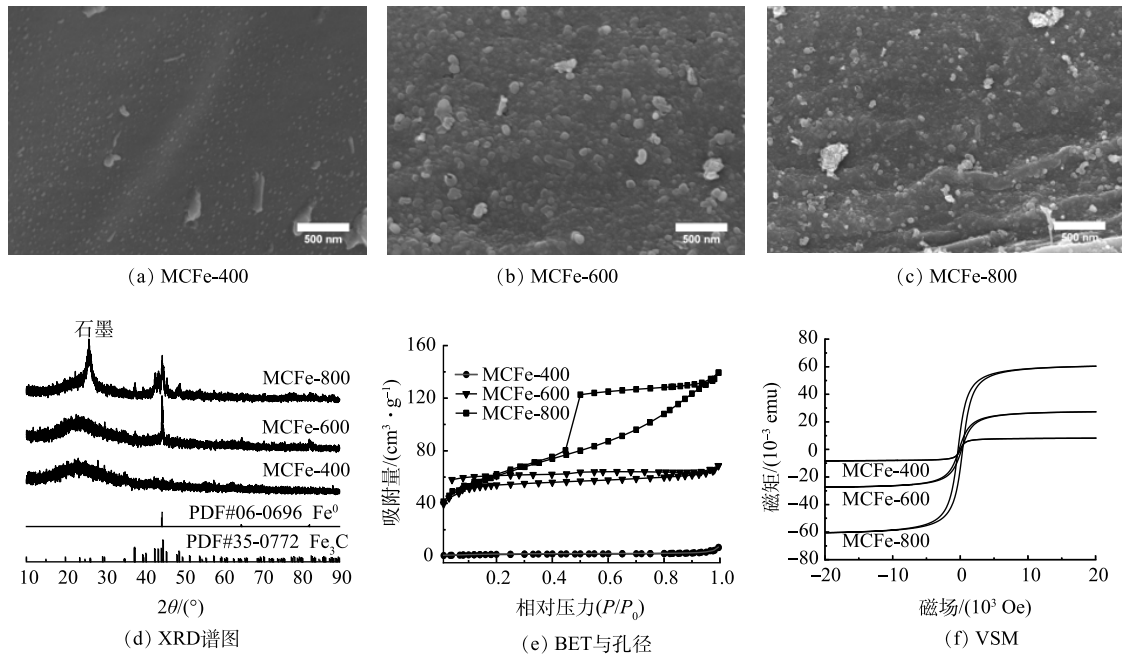 500 nm
500 nm
500 nm
(a) MCFe-400
(b) MCFe-600
(c) MCFe-800
石墨
MCFe-800
MCFe-600
MCFe-400
PDF#06-0696 Fe⁰
PDF#35-0772 Fe₃C
10 20 30 40 50 60 70 80 90
2θ/(°)
(d) XRD谱图
160
120
80
40
0
吸附量/(cm³·g⁻¹)
MCFe-400
MCFe-600
MCFe-800
0.2 0.4 0.6 0.8 1.0
相对压力(P/P₀)
(e) BET与孔径
80
60
40
20
0
−20
−40
−60
−80
磁矩/(10⁻³ emu)
MCFe-400
MCFe-600
MCFe-800
−20 −10 0 10 20
磁场/(10³ Oe)
(f) VSM